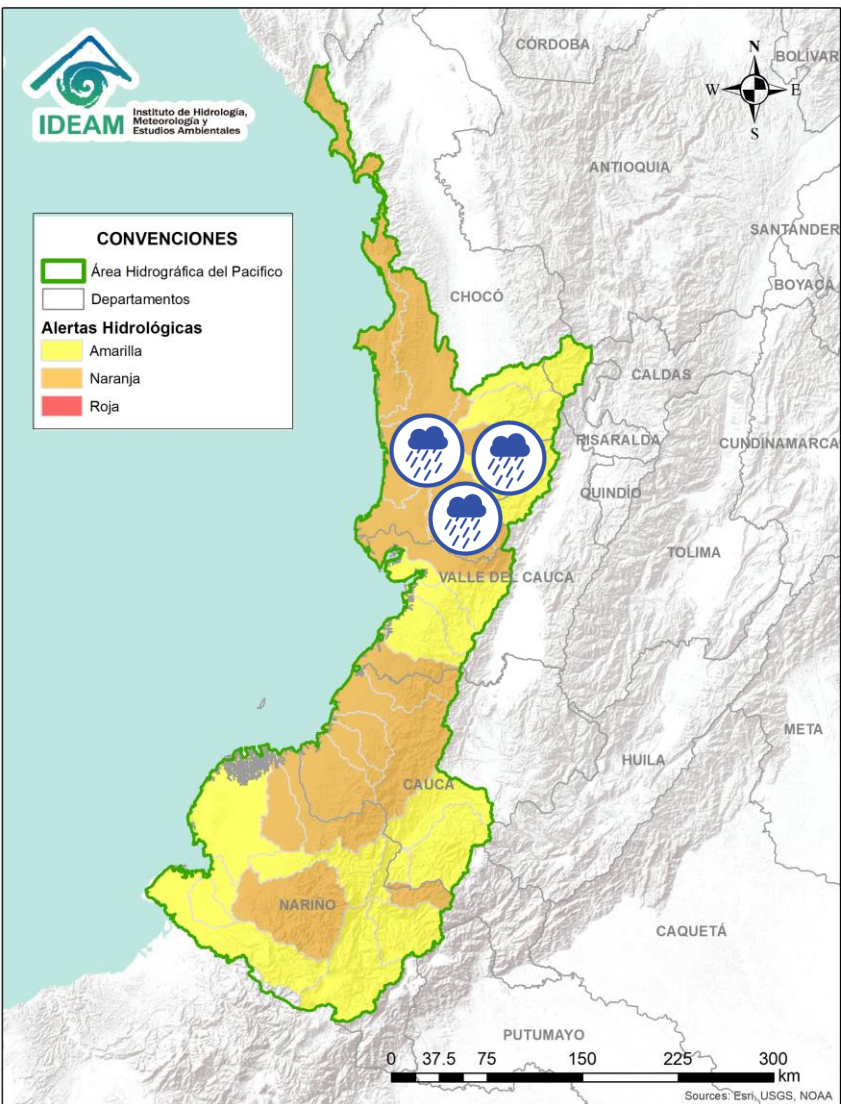 IDEAM
Instituto de Hidrología,
Meteorología y
Estudios Ambientales
N
W
E
S
CÓRDOBA
BOLÍVAR
ANTIOQUIA
SANTANDER
BOYACÁ
CHOCÓ
CALDAS
RISARALDA
CUNDINAMARCA
QUINDÍO
TOLIMA
VALLE DEL CAUCA
META
HUILA
CAUCA
NARIÑO
CAQUETÁ
PUTUMAYO
CONVENCIONES
Área Hidrográfica del Pacifico
Departamentos
Alertas Hidrológicas
Amarilla
Naranja
Roja
0 37.5 75 150 225 300
km
Sources: Esri, USGS, NOAA